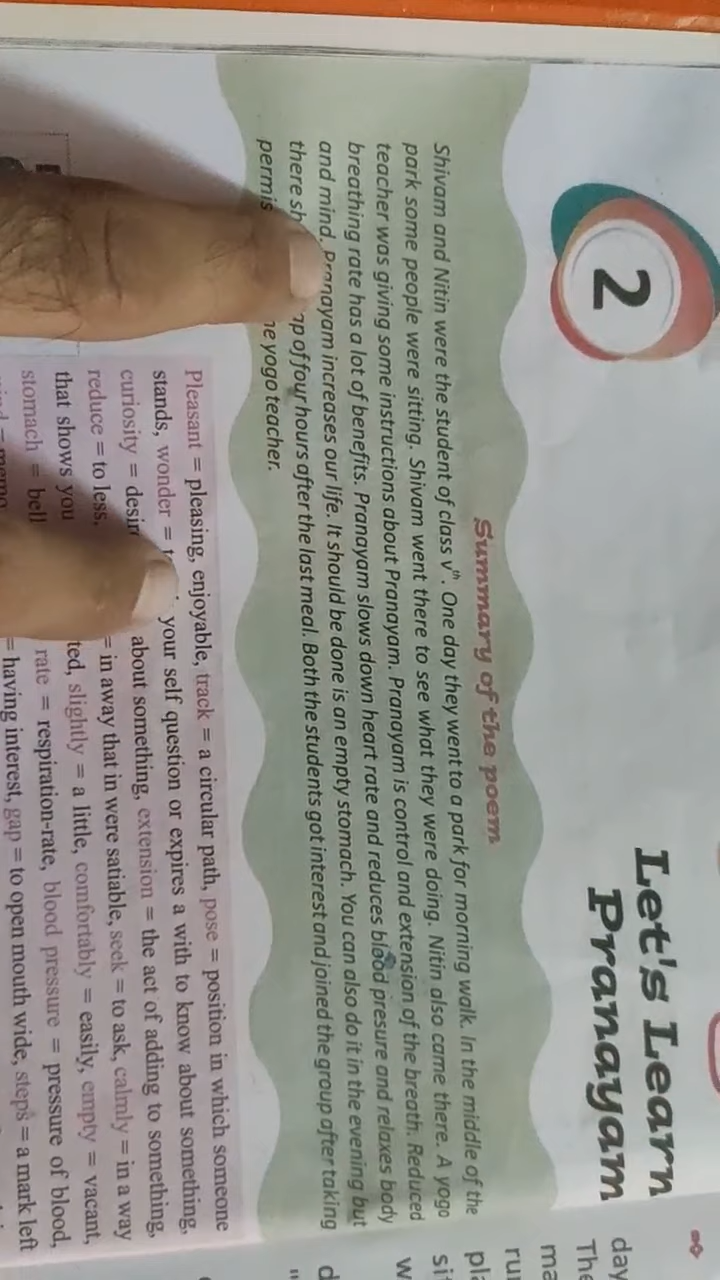 2
Let's Learn
Pranayam
Summary of the poem
Shivam and Nitin were the student of class vth. One day they went to a park for morning walk. In the middle of the
park some people were sitting. Shivam went there to see what they were doing. Nitin also came there. A yogo
teacher was giving some instructions about Pranayam. Pranayam is control and extension of the breath. Reduced
breathing rate has a lot of benefits. Pranayam slows down heart rate and reduces blood presure and relaxes body
and mind. Pranayam increases our life. It should be done is an empty stomach. You can also do it in the evening but
there of four hours after the last meal. Both the students got interest and joined the group after taking
yogo teacher.
Pleasant = pleasing, enjoyable, track = a circular path, pose = position in which someone
stands, wonder = your self question or expires a with to know about something,
curiosity = about something, extension = the act of adding to something,
reduce = to less, = in away that in were satiable, seek = to ask, calmly = in a way
that shows you slightly = a little, comfortably = easily, empty = vacant,
stomach = rate = respiration-rate, blood pressure = pressure of blood,
= having interest, gap = to open mouth wide, steps = a mark left
day
The